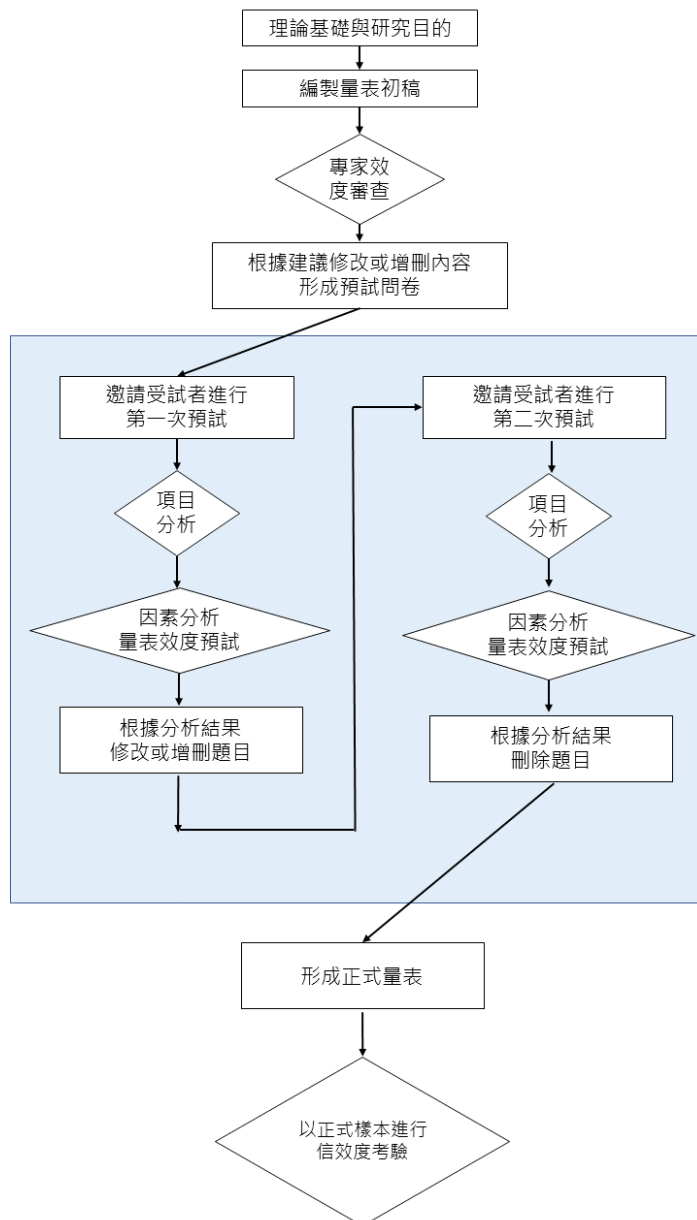 理論基礎與研究目的
編製量表初稿
專家效
度審查
根據建議修改或增刪內容
形成預試問卷
邀請受試者進行
第一次預試
項目
分析
因素分析
量表效度預試
根據分析結果
修改或增刪題目
邀請受試者進行
第二次預試
項目
分析
因素分析
量表效度預試
根據分析結果
刪除題目
形成正式量表
以正式樣本進行
信效度考驗